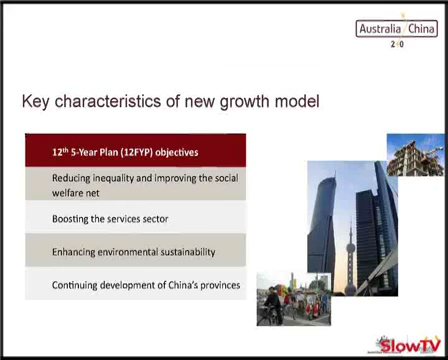 Australia China
2 0
Key characteristics of new growth model
12th 5-Year Plan (12FYP) objectives
Reducing inequality and improving the social
welfare net
Boosting the services sector
Enhancing environmental sustainability
Continuing development of China's provinces
SlowTV